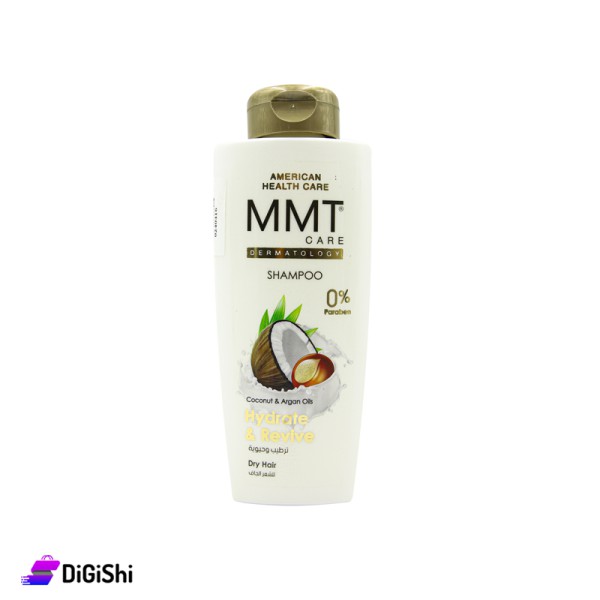 AMERICAN
HEALTH CARE
MMT®
CARE
DERMATOLOGY
SHAMPOO
0%
Paraben
Coconut & Argan Oils
Hydrate
& Revive
ترطيب وحيوية
Dry Hair
للشعر الجاف
DiGiShi